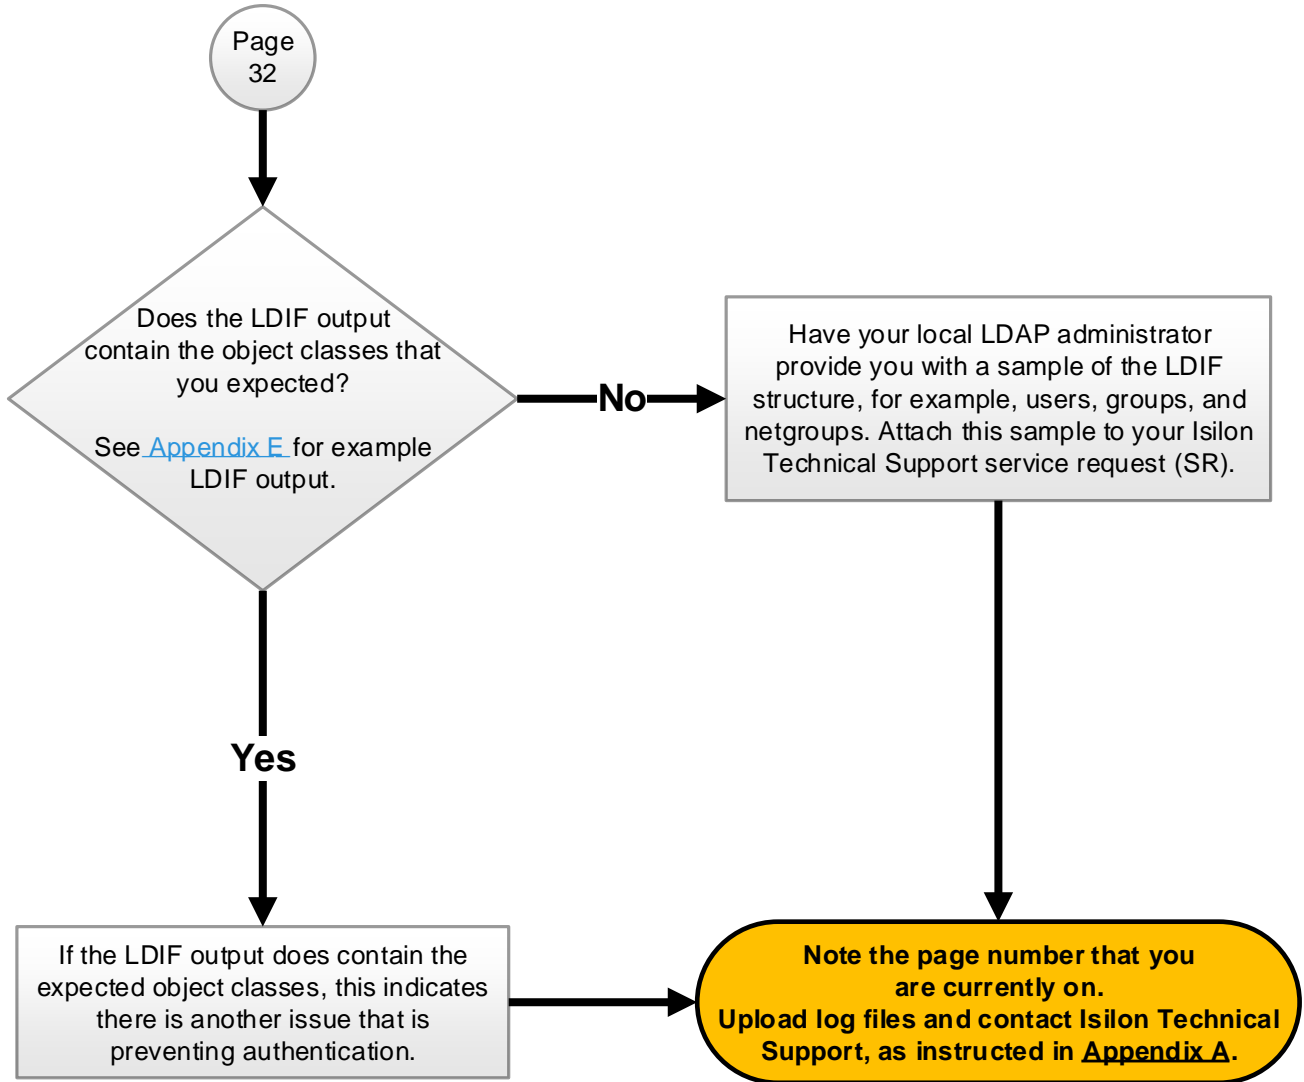 Page
32
Does the LDIF output
contain the object classes that
you expected?
See Appendix E for example
LDIF output.
No
Have your local LDAP administrator
provide you with a sample of the LDIF
structure, for example, users, groups, and
netgroups. Attach this sample to your Isilon
Technical Support service request (SR).
Yes
If the LDIF output does contain the
expected object classes, this indicates
there is another issue that is
preventing authentication.
Note the page number that you
are currently on.
Upload log files and contact Isilon Technical
Support, as instructed in Appendix A.